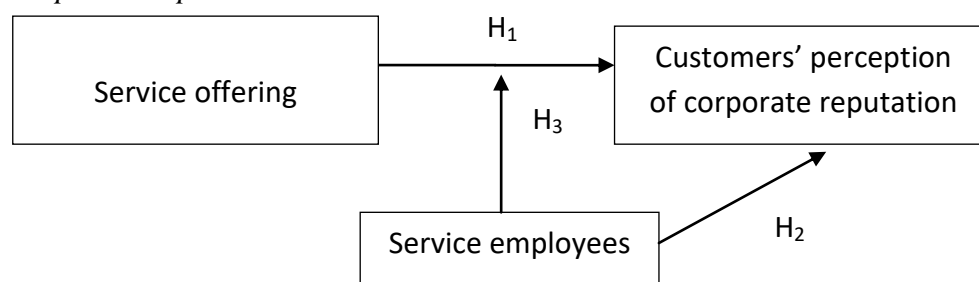 H₁
Customers’ perception
of corporate reputation
Service offering
H₃
Service employees
H₂